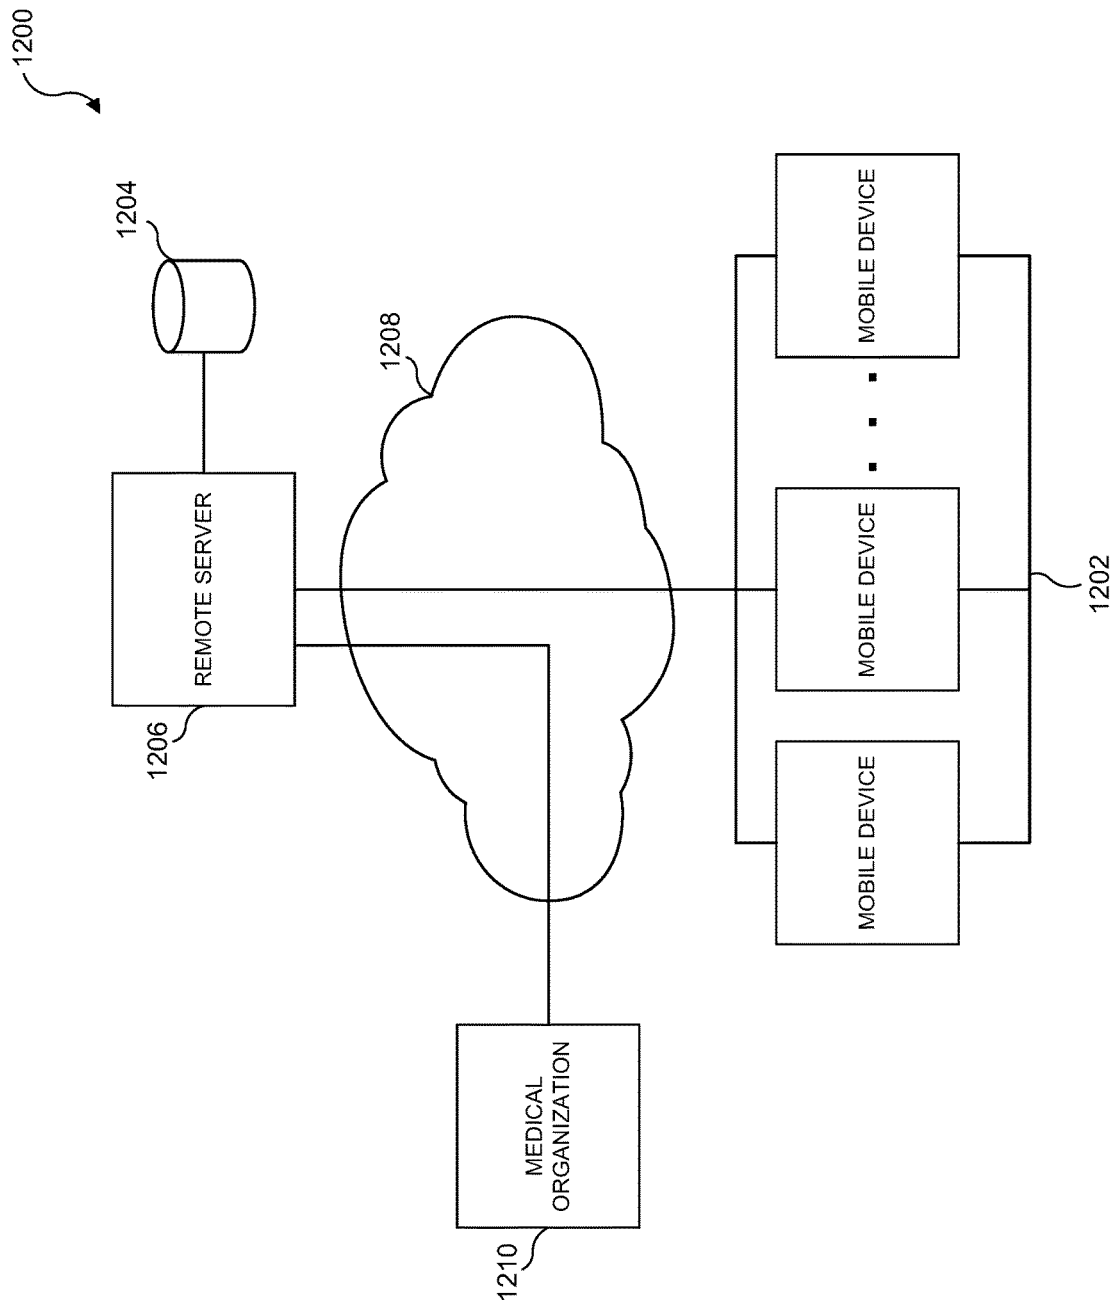 1200
1204
1206
REMOTE SERVER
1208
1210
MEDICAL
ORGANIZATION
MOBILE DEVICE
MOBILE DEVICE
MOBILE DEVICE
1202